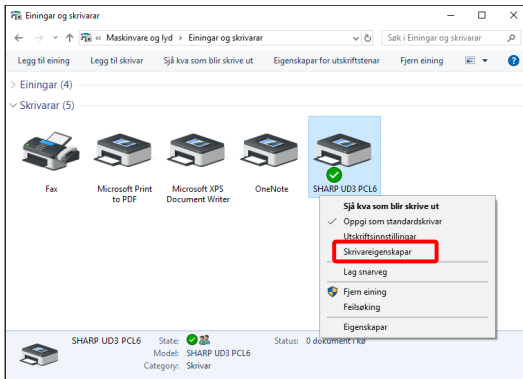 Einingar og skrivarar
« Maskinvare og lyd › Einingar og skrivarar
Søk i Einingar og skrivarar
Legg til eining Legg til skrivar Sjå kva som blir skrive ut Eigenskapar for utskriftstenar Fjern eining
Einingar (4)
Skrivarar (5)
Fax
Microsoft Print to PDF
Microsoft XPS Document Writer
OneNote
SHARP UD3 PCL6
Sjå kva som blir skrive ut
Oppgi som standardskrivar
Utskriftsinnstillingar
Skrivareigenskapar
Lag snarveg
Fjern eining
Feilsøking
Eigenskapar
SHARP UD3 PCL6 State: Status: 0 dokument i kø
Model: SHARP UD3 PCL6
Category: Skrivar